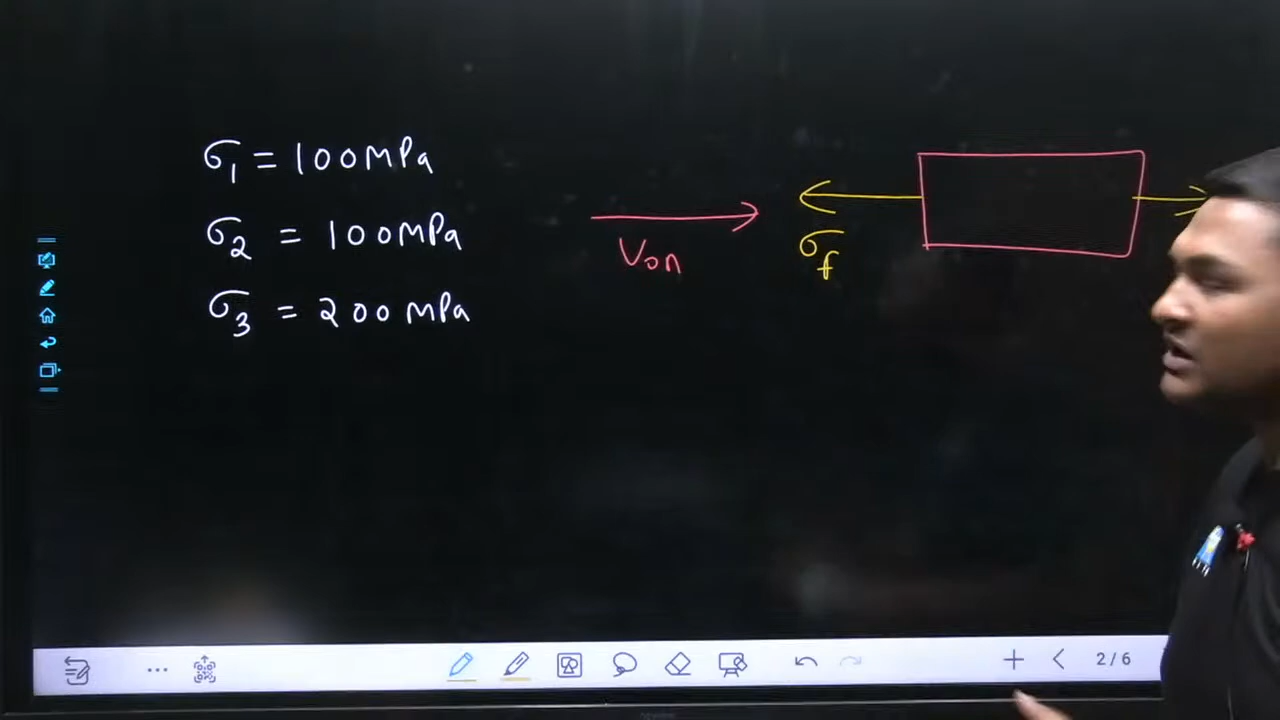 σ₁ = 100MPa
σ₂ = 100MPa
σ₃ = 200MPa
Von
σf
2/6